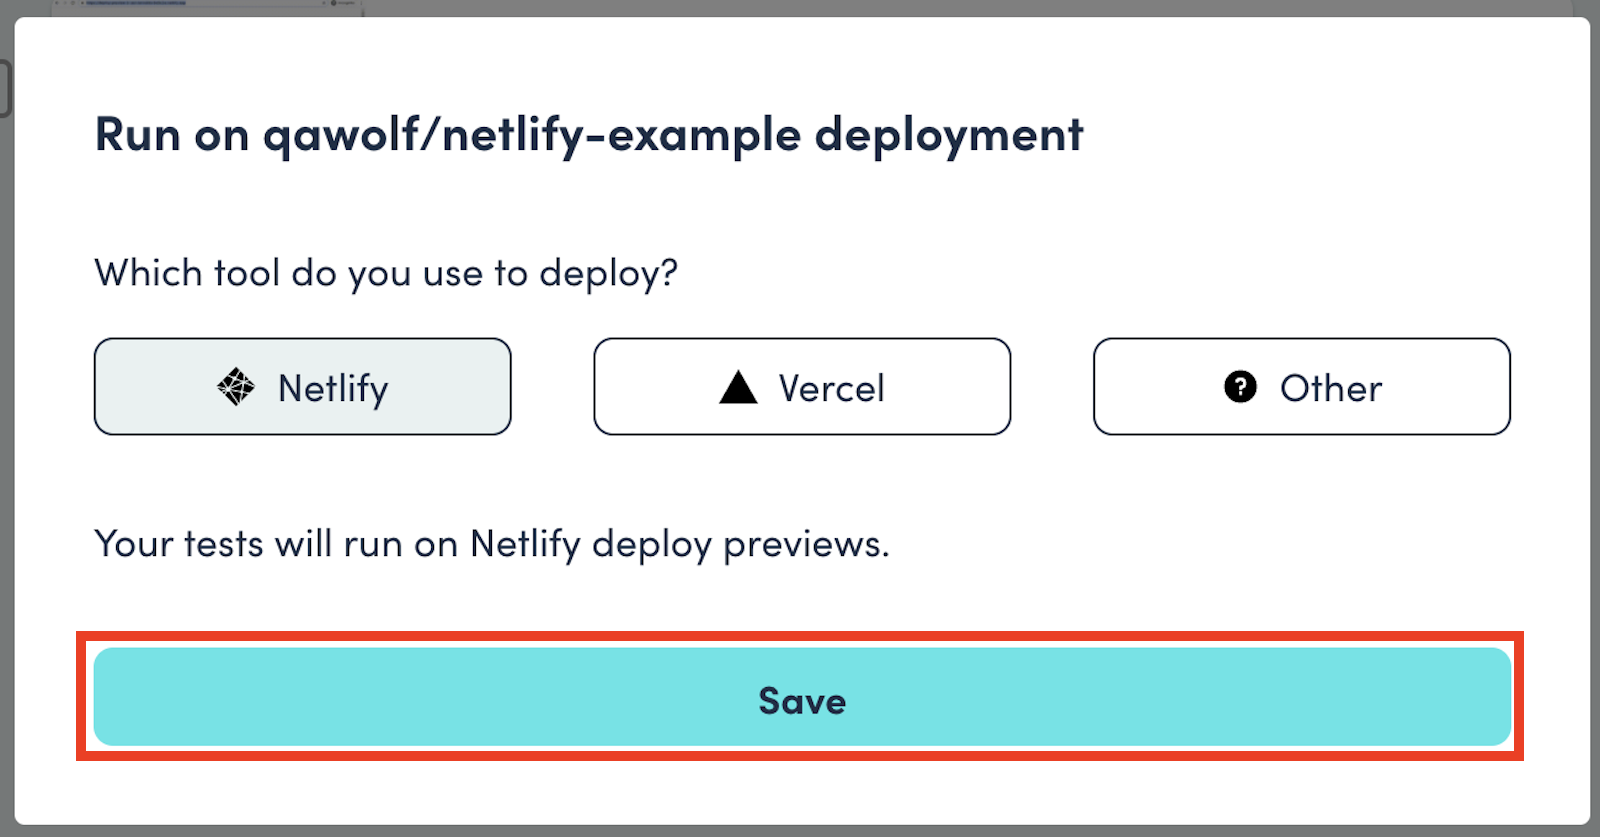 Run on qawolf/netlify-example deployment
Which tool do you use to deploy?
Netlify
Vercel
? Other
Your tests will run on Netlify deploy previews.
Save